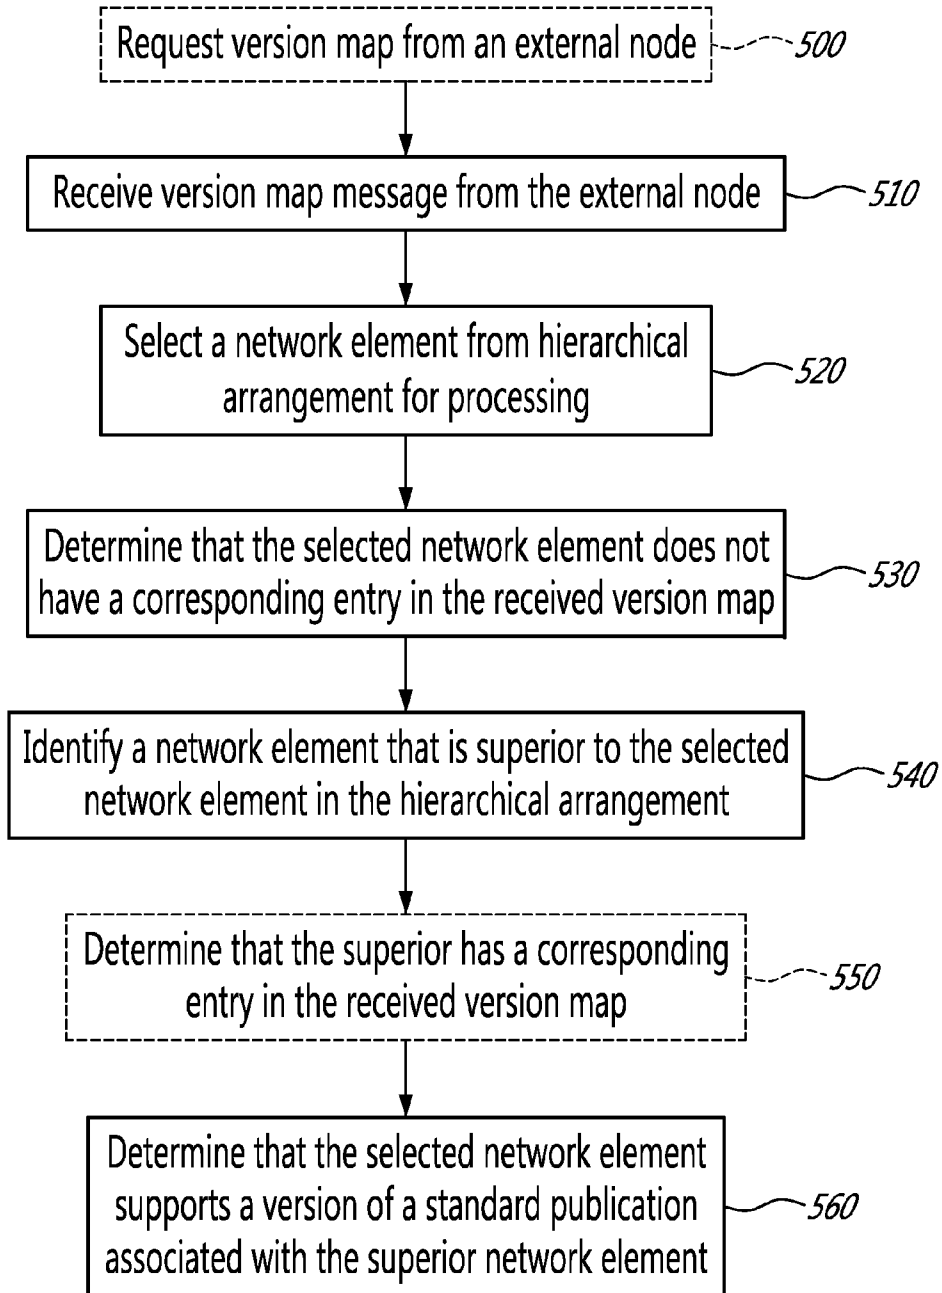 Request version map from an external node
500
Receive version map message from the external node
510
Select a network element from hierarchical
arrangement for processing
520
Determine that the selected network element does not
have a corresponding entry in the received version map
530
Identify a network element that is superior to the selected
network element in the hierarchical arrangement
540
Determine that the superior has a corresponding
entry in the received version map
550
Determine that the selected network element
supports a version of a standard publication
associated with the superior network element
560